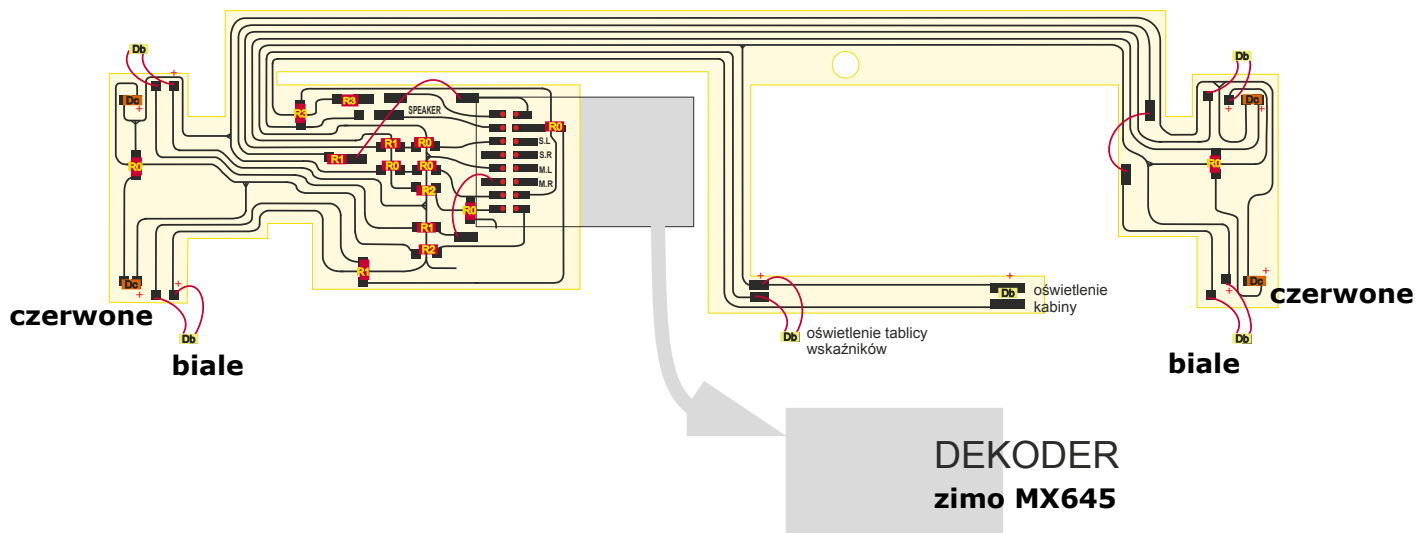 Db
+
Db
+
Dc
+
R3
R3
SPEAKER
R0
+
Dc
+
R1
R0
S.L
R1
S.R
R0
R0
R0
M.L
R0
R2
M.R
R0
R1
R2
R1
+
Dc
+
czerwone
Db
biale
+
+
Db
oświetlenie
kabiny
Db
oświetlenie tablicy
wskaźników
+
+
Dc
czerwone
Db
biale
DEKODER
zimo MX645